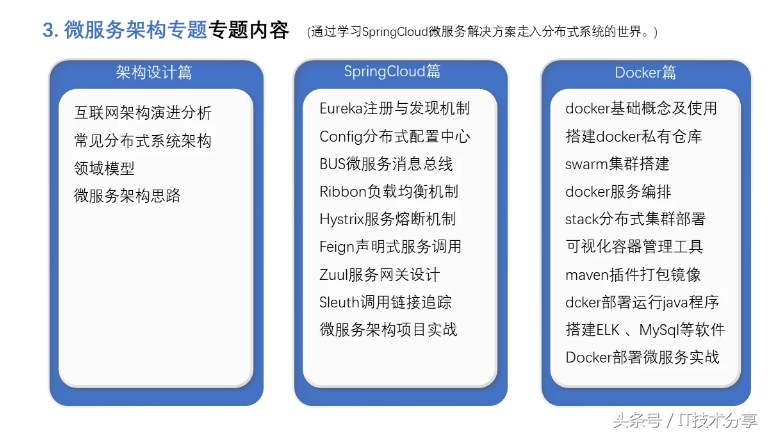 3. 微服务架构专题专题内容 (通过学习SpringCloud微服务解决方案走入分布式系统的世界。)
架构设计篇
互联网架构演进分析
常见分布式系统架构
领域模型
微服务架构思路
SpringCloud篇
Eureka注册与发现机制
Config分布式配置中心
BUS微服务消息总线
Ribbon负载均衡机制
Hystrix服务熔断机制
Feign声明式服务调用
Zuul服务网关设计
Sleuth调用链接追踪
微服务架构项目实战
Docker篇
docker基础概念及使用
搭建docker私有仓库
swarm集群搭建
docker服务编排
stack分布式集群部署
可视化容器管理工具
maven插件打包镜像
dcker部署运行java程序
搭建ELK 、MySql等软件
Docker部署微服务实战
头条号 / IT技术分享